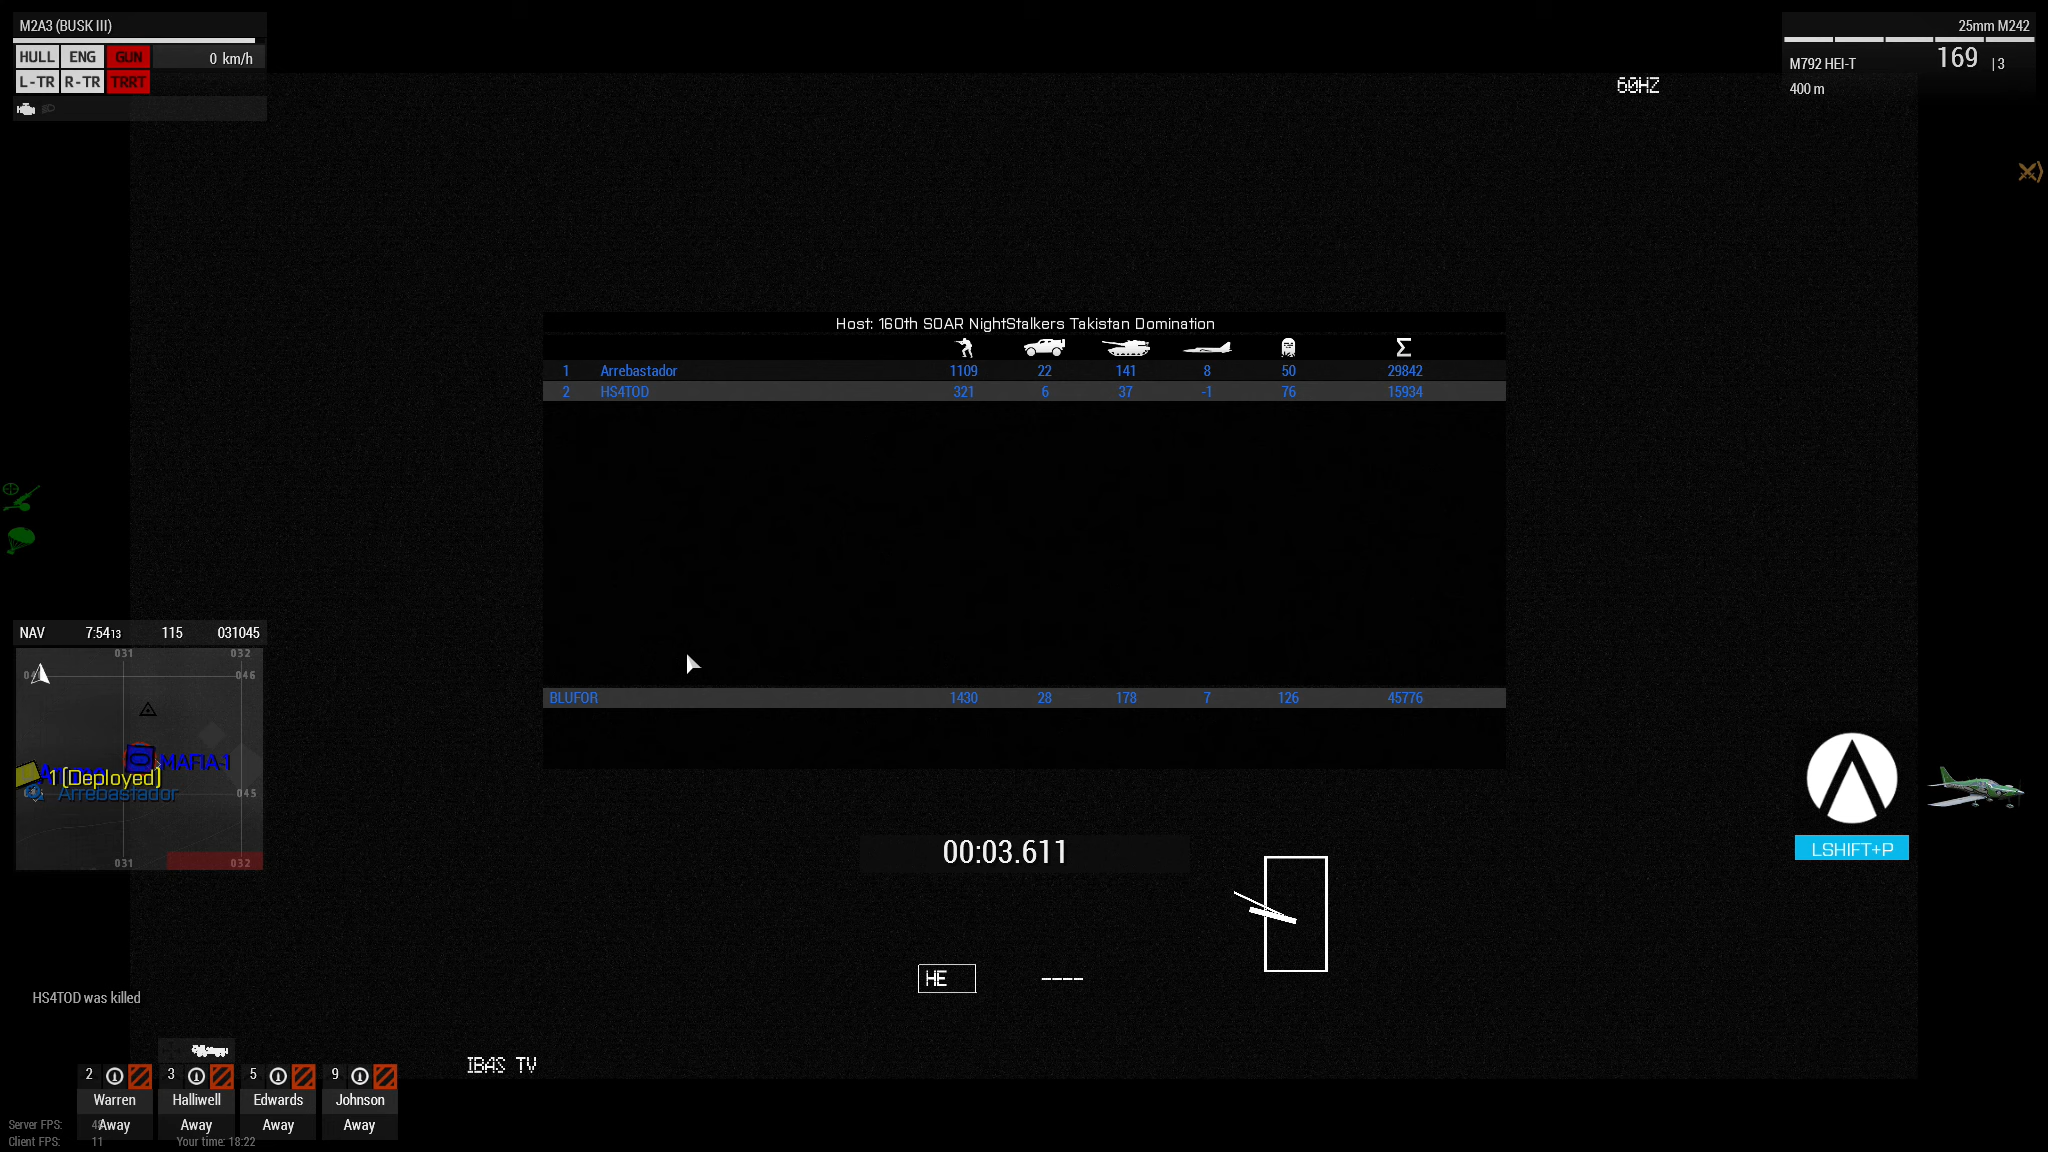 M2A3 (BUSK III)
HULL ENG GUN 0 km/h
L-TR R-TR TRRT
25mm M242
M792 HEI-T 169 | 3
400 m
60HZ
Host: 160th SOAR NightStalkers Takistan Domination
Σ
1 Arrebastador 1109 22 141 8 50 29842
2 HS4TOD 321 6 37 -1 76 15934
BLUFOR 1430 28 178 7 126 45776
NAV 7:54 13 115 031045
031 032
046
MAFIA-1
1 (Deployed)
Arrebastador
045
031 032
00:03.611
LSHIFT+P
HE ----
HS4TOD was killed
IBAS TV
2 3 5 9
Warren Halliwell Edwards Johnson
Away Away Away Away
Server FPS:
Client FPS: 11 Your time: 18:22